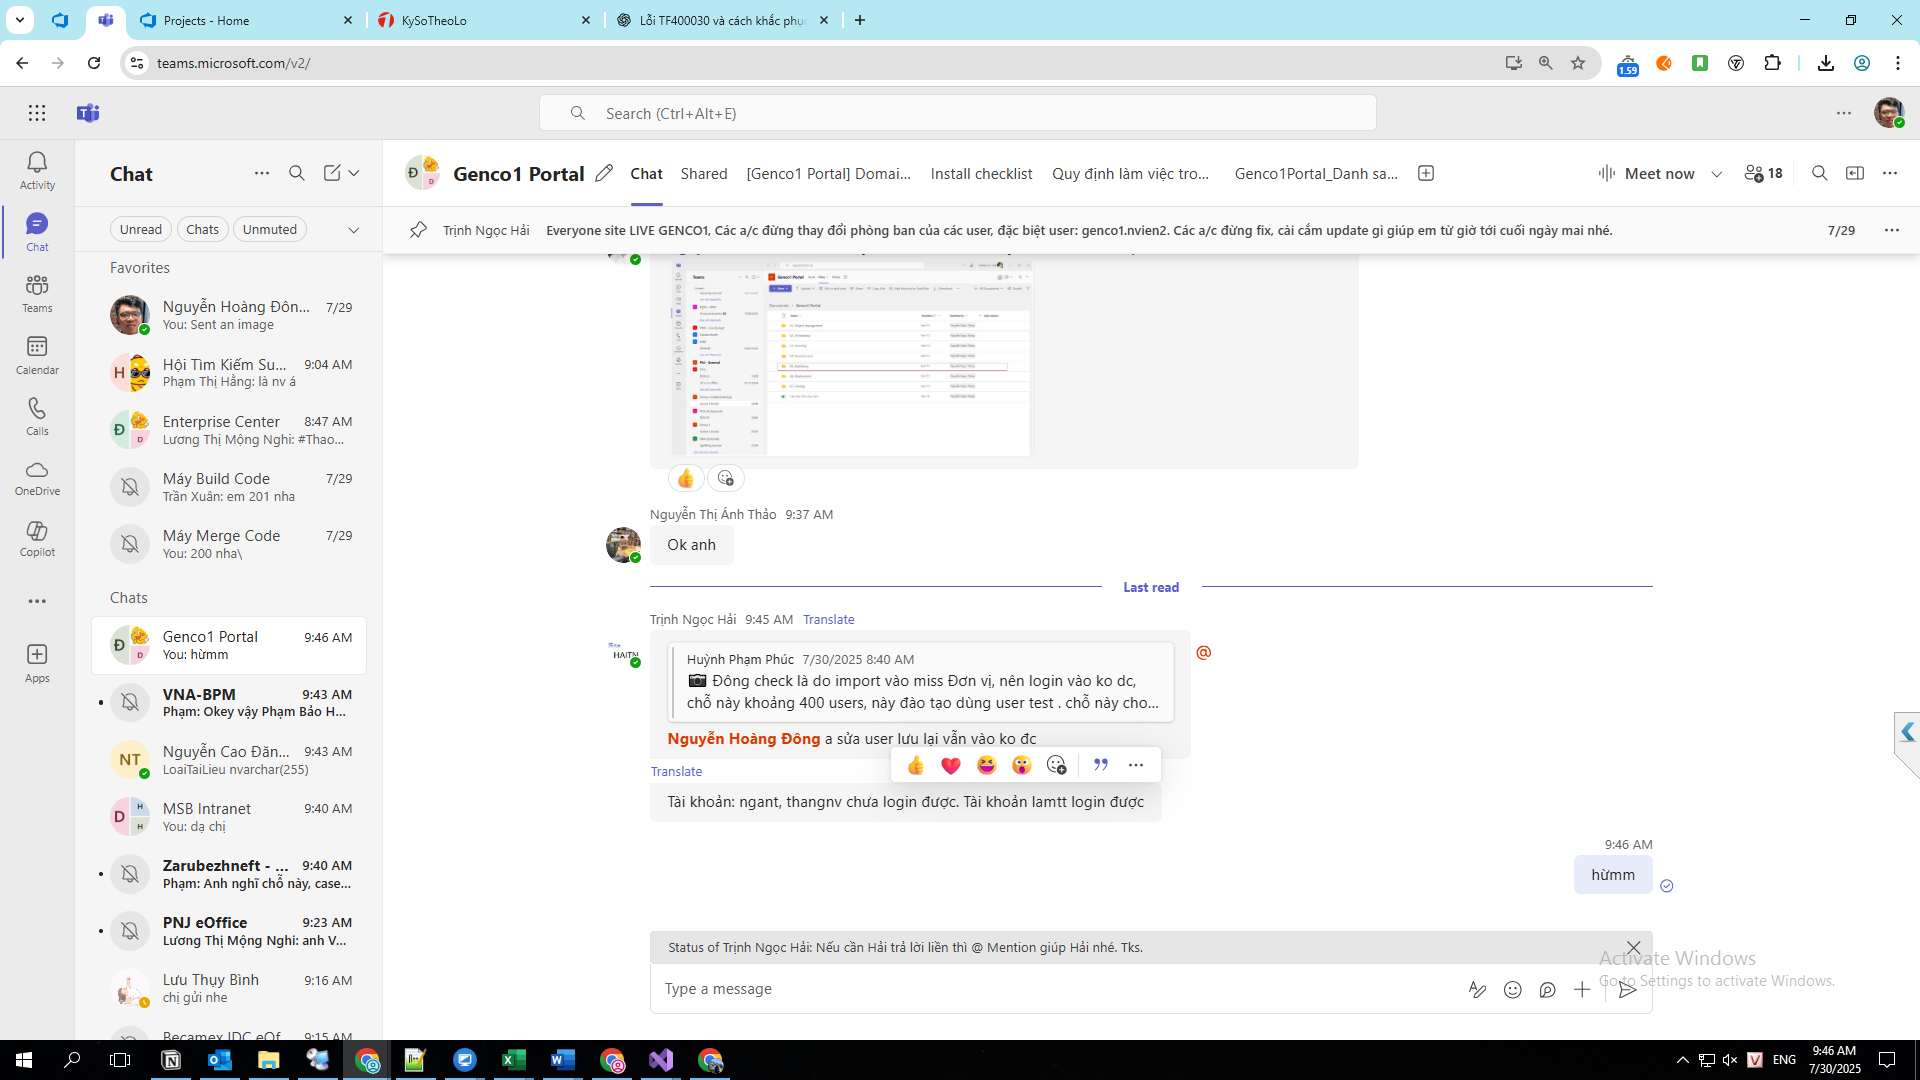 Projects - Home
KySoTheoLo
Lỗi TF400030 và cách khắc phục
teams.microsoft.com/v2/
1.59
Search (Ctrl+Alt+E)
Activity
Chat
Teams
Calendar
Calls
OneDrive
Copilot
Apps
Chat
Unread
Chats
Unmuted
Favorites
Nguyễn Hoàng Đôn... 7/29
You: Sent an image
Hội Tìm Kiếm Su... 9:04 AM
Phạm Thị Hằng: là nv á
Enterprise Center 8:47 AM
Lương Thị Mộng Nghi: #Thao...
Máy Build Code 7/29
Trần Xuân: em 201 nha
Máy Merge Code 7/29
You: 200 nha\
Chats
Genco1 Portal 9:46 AM
You: hừmm
VNA-BPM 9:43 AM
Phạm: Okey vậy Phạm Bảo H...
NT
Nguyễn Cao Đăn... 9:43 AM
LoaiTaiLieu nvarchar(255)
MSB Intranet 9:40 AM
You: dạ chị
Zarubezhneft - ... 9:40 AM
Phạm: Anh nghĩ chỗ này, case...
PNJ eOffice 9:23 AM
Lương Thị Mộng Nghi: anh V...
Lưu Thụy Bình 9:16 AM
chị gửi nhe
Becamex IDC eOf... 9:15 AM
Genco1 Portal
Chat
Shared
[Genco1 Portal] Domai...
Install checklist
Quy định làm việc tro...
Genco1Portal_Danh sa...
Meet now
18
Trịnh Ngọc Hải Everyone site LIVE GENCO1, Các a/c đừng thay đổi phòng ban của các user, đặc biệt user: genco1.nvien2. Các a/c đừng fix, cài cắm update gì giúp em từ giờ tới cuối ngày mai nhé. 7/29
Nguyễn Thị Ánh Thảo 9:37 AM
Ok anh
Last read
Trịnh Ngọc Hải 9:45 AM Translate
HAITN
Huỳnh Phạm Phúc 7/30/2025 8:40 AM
Đông check là do import vào miss Đơn vị, nên login vào ko dc,
chỗ này khoảng 400 users, này đào tạo dùng user test . chỗ này cho...
@
Nguyễn Hoàng Đông a sửa user lưu lại vẫn vào ko đc
Translate
Tài khoản: ngant, thangnv chưa login được. Tài khoản lamtt login được
9:46 AM
hừmm
Status of Trịnh Ngọc Hải: Nếu cần Hải trả lời liền thì @ Mention giúp Hải nhé. Tks.
Type a message
Activate Windows
Go to Settings to activate Windows.
ENG
9:46 AM
7/30/2025